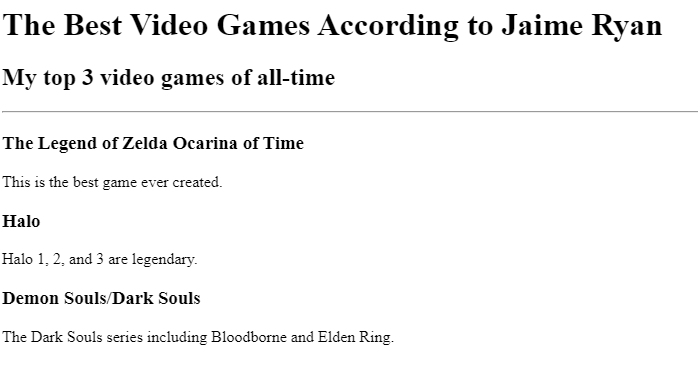 The Best Video Games According to Jaime Ryan
My top 3 video games of all-time
The Legend of Zelda Ocarina of Time
This is the best game ever created.
Halo
Halo 1, 2, and 3 are legendary.
Demon Souls/Dark Souls
The Dark Souls series including Bloodborne and Elden Ring.